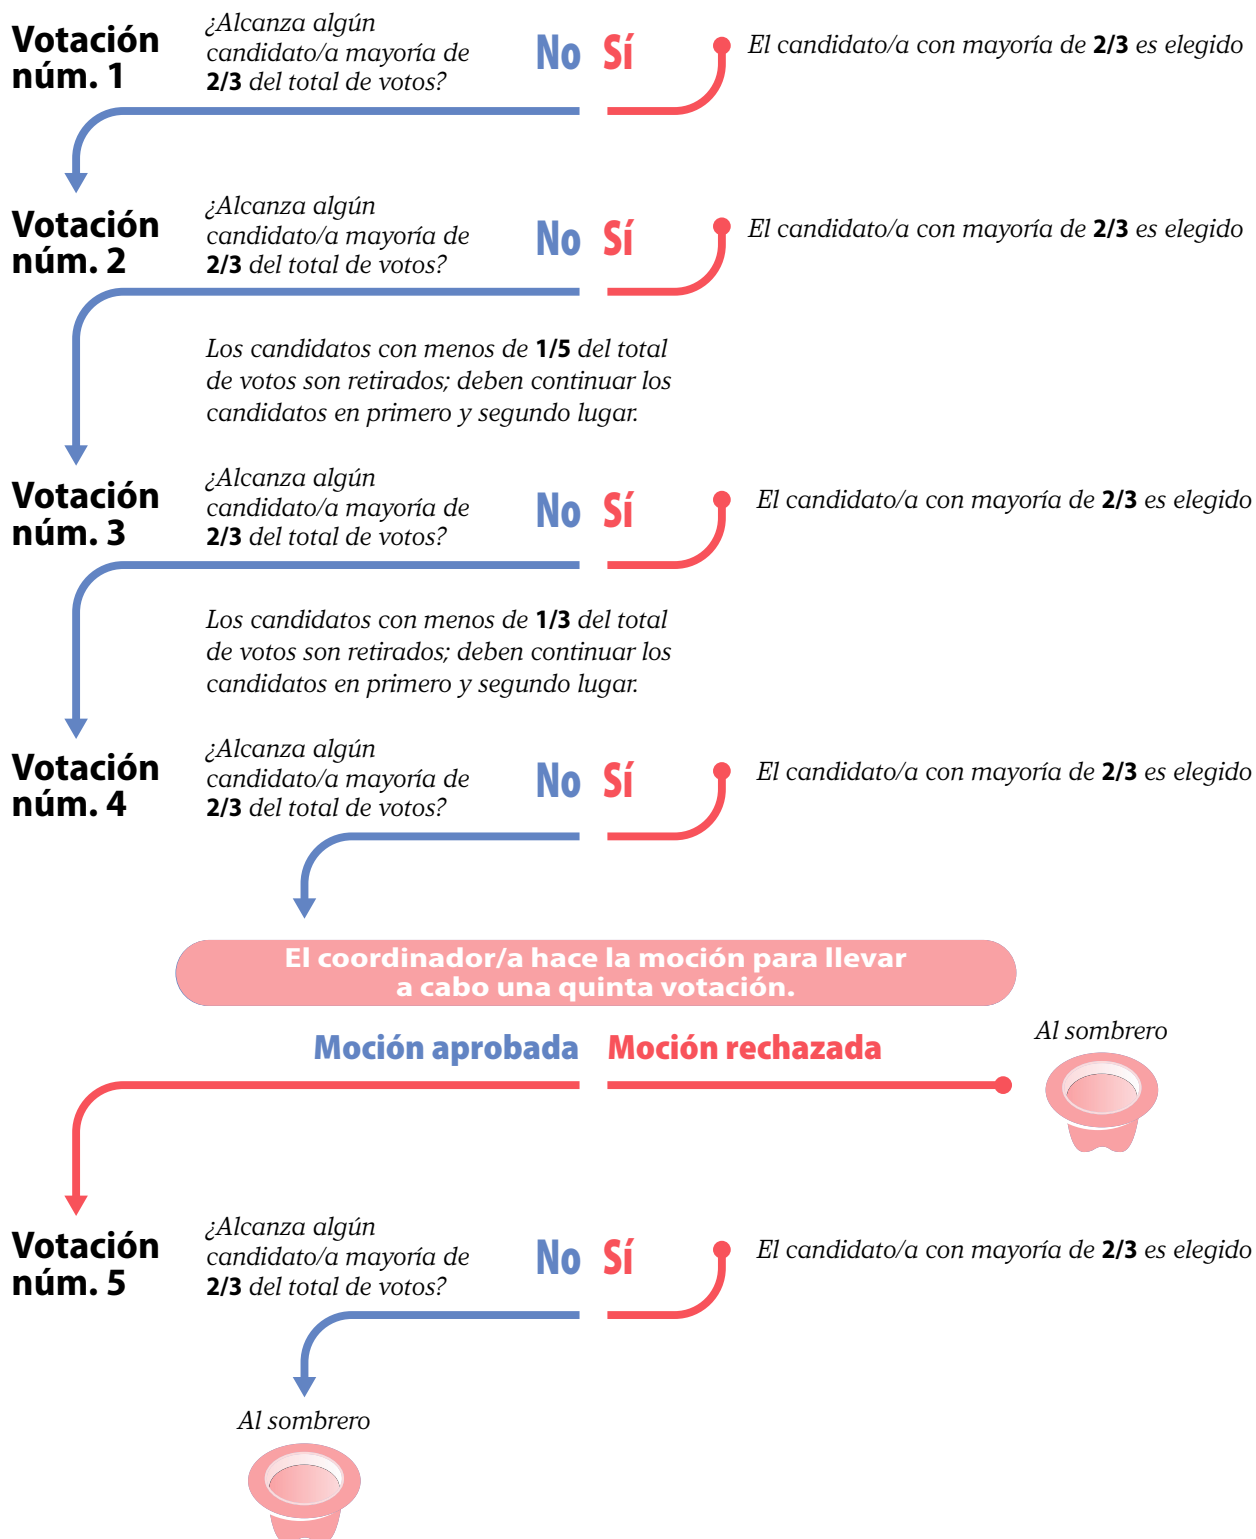 Votación
núm. 1
¿Alcanza algún
candidato/a mayoría de
2/3 del total de votos?
No Sí
El candidato/a con mayoría de 2/3 es elegido
Votación
núm. 2
¿Alcanza algún
candidato/a mayoría de
2/3 del total de votos?
No Sí
El candidato/a con mayoría de 2/3 es elegido
Los candidatos con menos de 1/5 del total
de votos son retirados; deben continuar los
candidatos en primero y segundo lugar.
Votación
núm. 3
¿Alcanza algún
candidato/a mayoría de
2/3 del total de votos?
No Sí
El candidato/a con mayoría de 2/3 es elegido
Los candidatos con menos de 1/3 del total
de votos son retirados; deben continuar los
candidatos en primero y segundo lugar.
Votación
núm. 4
¿Alcanza algún
candidato/a mayoría de
2/3 del total de votos?
No Sí
El candidato/a con mayoría de 2/3 es elegido
El coordinador/a hace la moción para llevar
a cabo una quinta votación.
Moción aprobada Moción rechazada
Al sombrero
Votación
núm. 5
¿Alcanza algún
candidato/a mayoría de
2/3 del total de votos?
No Sí
El candidato/a con mayoría de 2/3 es elegido
Al sombrero